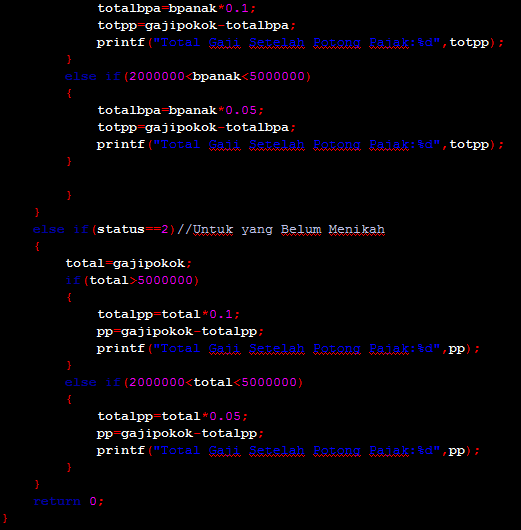 totalbpa=bpanak*0.1;
totpp=gajipokok-totalbpa;
printf("Total Gaji Setelah Potong Pajak:%d",totpp);
}
else if(2000000<bpanak<5000000)
{
totalbpa=bpanak*0.05;
totpp=gajipokok-totalbpa;
printf("Total Gaji Setelah Potong Pajak:%d",totpp);
}
}
}
else if(status==2)//Untuk yang Belum Menikah
{
total=gajipokok;
if(total>5000000)
{
totalpp=total*0.1;
pp=gajipokok-totalpp;
printf("Total Gaji Setelah Potong Pajak:%d",pp);
}
else if(2000000<total<5000000)
{
totalpp=total*0.05;
pp=gajipokok-totalpp;
printf("Total Gaji Setelah Potong Pajak:%d",pp);
}
}
return 0;
}